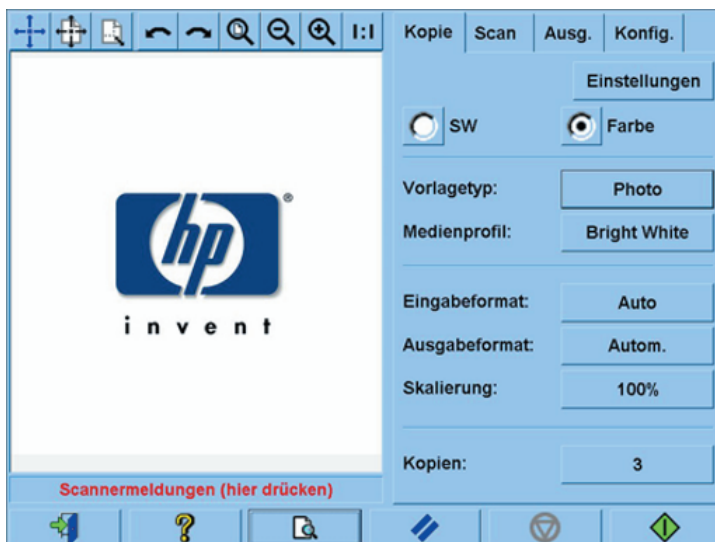 1:1
Kopie Scan Ausg. Konfig.
Einstellungen
SW Farbe
Vorlagetyp: Photo
Medienprofil: Bright White
Eingabeformat: Auto
Ausgabeformat: Autom.
Skalierung: 100%
Kopien: 3
hp ®
invent
Scannermeldungen (hier drücken)
?